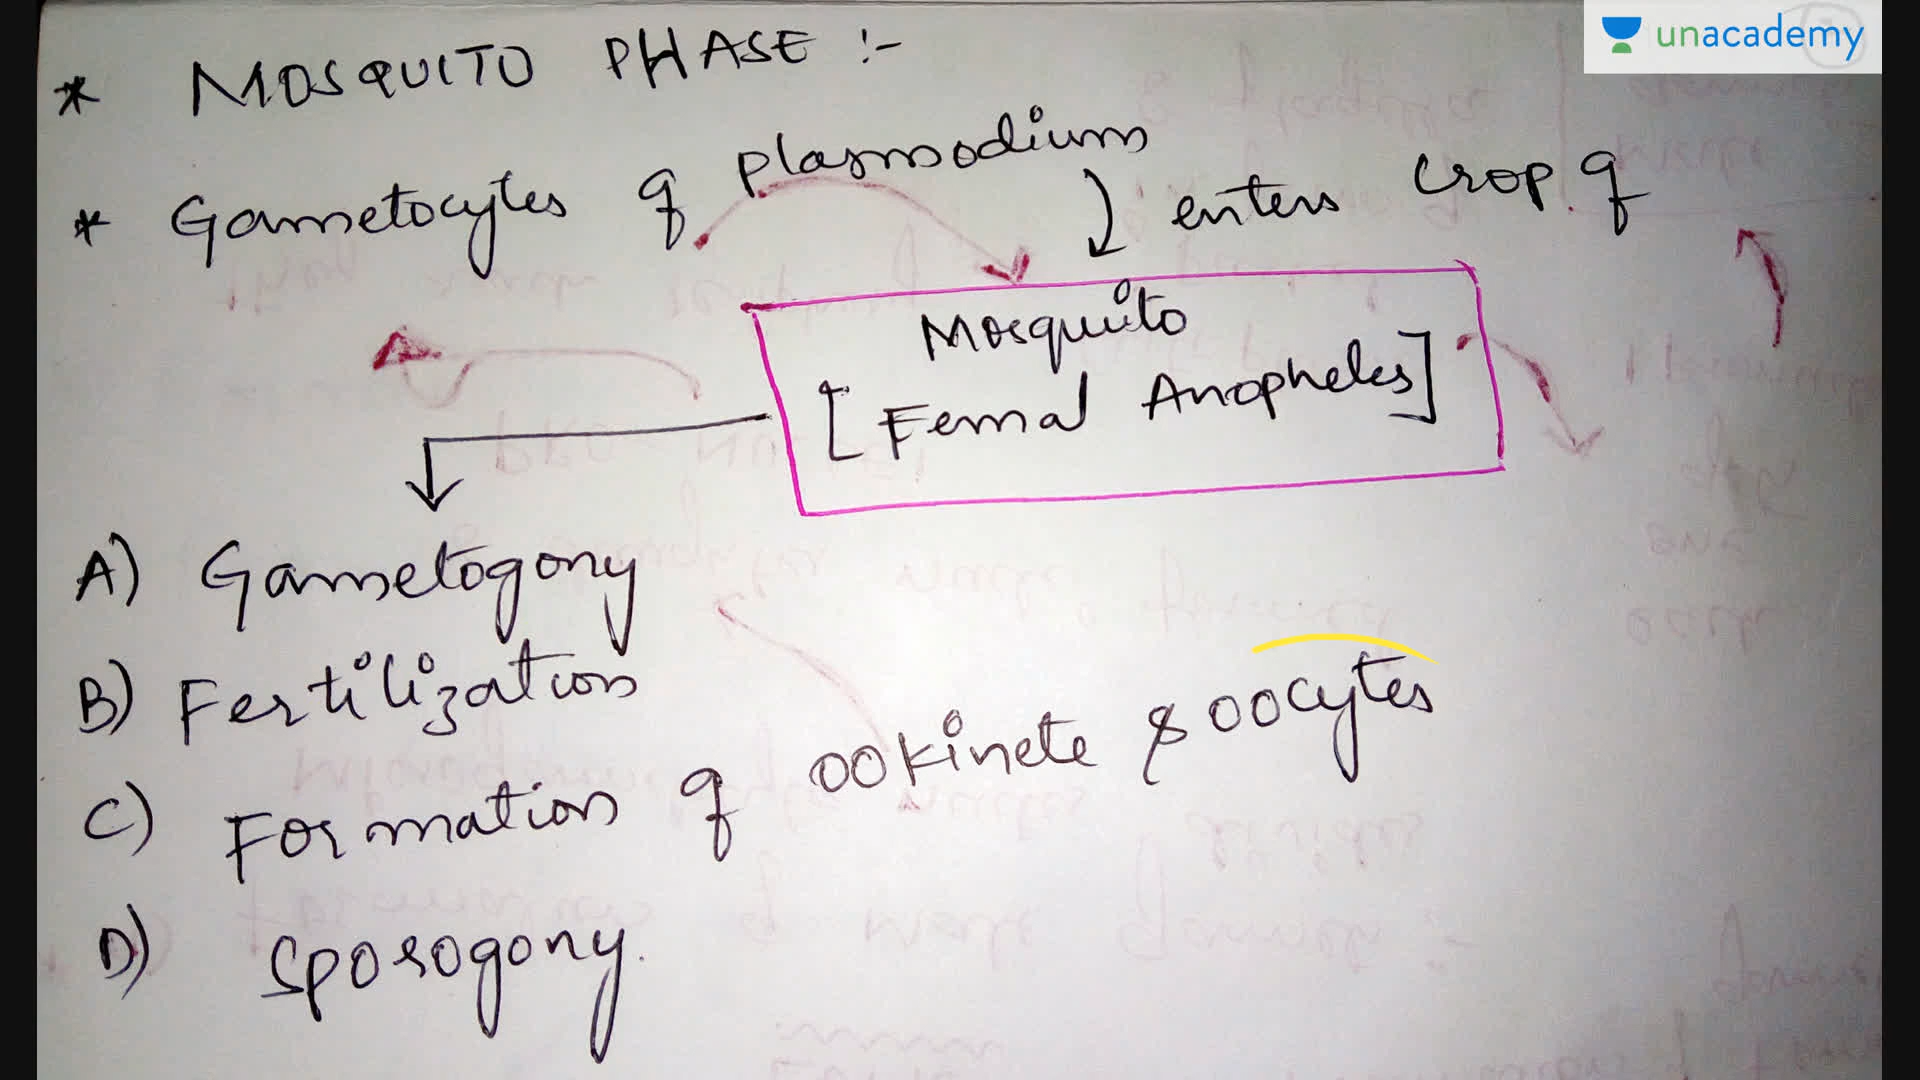 unacademy
* MOSQUITO PHASE :-
* Gametocytes of plasmodium enters crop of
Mosquito
[Femal Anopheles]
A) Gametogony
B) Fertilization
C) Formation of ookinete & oocytes
D) Sporogony.